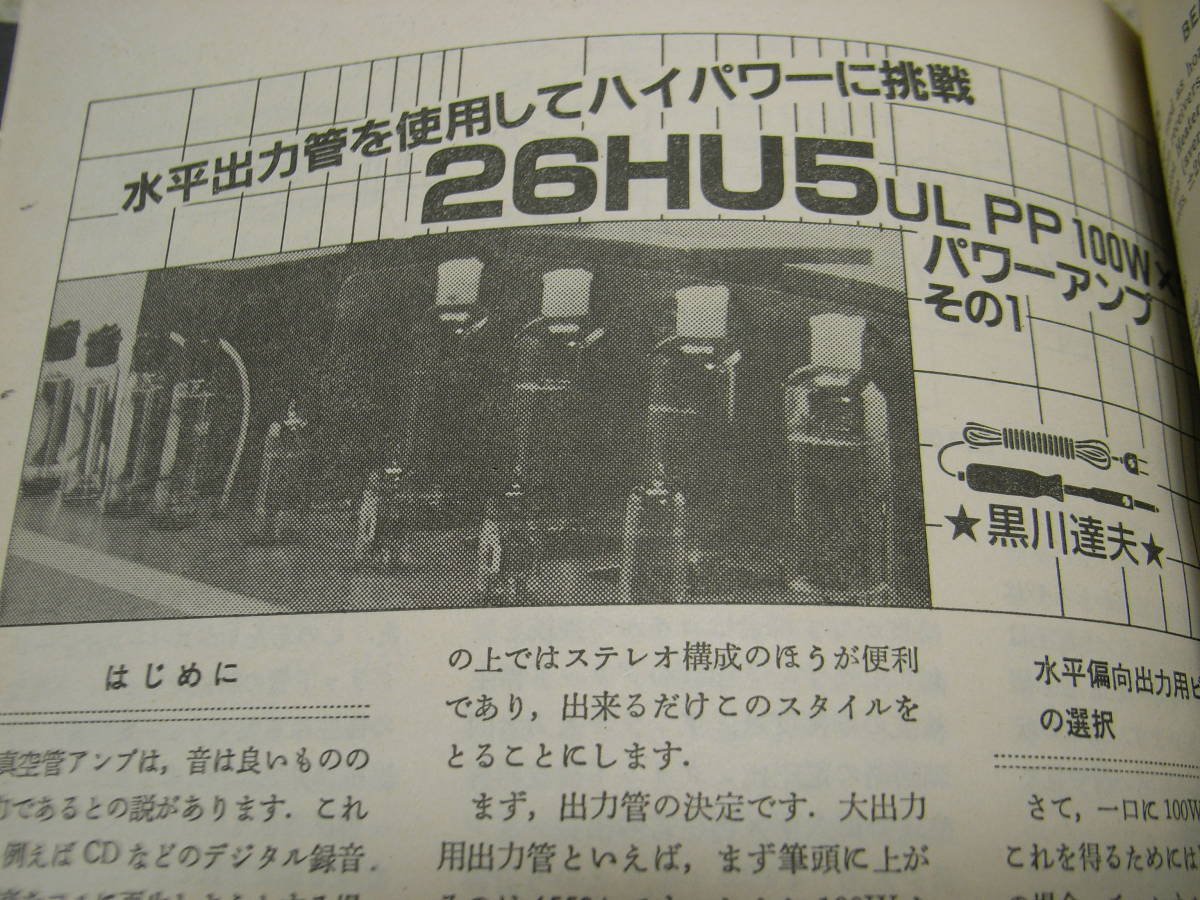 水平出力管を使用してハイパワーに挑戦
26HU5 UL PP 100W×
パワーアンプ
その1
★黒川達夫★
はじめに
真空管アンプは，音は良いものの
であるとの説があります．これ
例えばCDなどのデジタル録音．
の上ではステレオ構成のほうが便利
であり，出来るだけこのスタイルを
とることにします．
まず，出力管の決定です．大出力
用出力管といえば，まず筆頭に上が
水平偏向出力用
の選択
さて，一口に100W
これを得るためには
BE